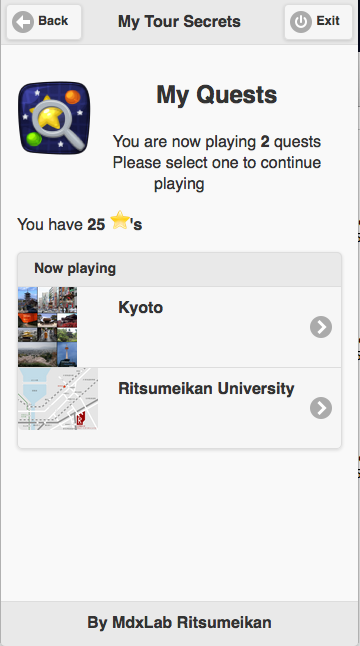 Back
My Tour Secrets
Exit
My Quests
You are now playing 2 quests
Please select one to continue
playing
You have 25 's
Now playing
Kyoto
Ritsumeikan University
By MdxLab Ritsumeikan